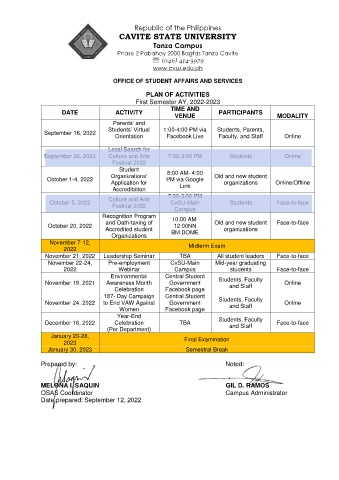 Republic of the Philippines
CAVITE STATE UNIVERSITY
Tanza Campus
Phase 2 Pabahay 2000 Bagtas Tanza Cavite
☏ (046) 414-3979
www.cvsu.edu.ph
OFFICE OF STUDENT AFFAIRS AND SERVICES
PLAN OF ACTIVITIES
First Semester AY, 2022-2023
DATE ACTIVITY TIME AND VENUE PARTICIPANTS MODALITY
September 16, 2022 Parents' and Students' Virtual Orientation 1:00-4:00 PM via Facebook Live Students, Parents, Faculty, and Staff Online
September 26, 2022 Local Search for Culture and Arts Festival 2022 7:00-3:00 PM Students Online
October 1-4, 2022 Student Organizations' Application for Accreditation 8:00 AM- 4:00 PM via Google Link Old and new student organizations Online/Offline
October 5, 2022 Culture and Arts Festival 2022 7:00-3:00 PM CvSU-Main Campus Students Face-to-face
October 20, 2022 Recognition Program and Oath-taking of Accredited student Organizations 10:00 AM- 12:00NN BM DOME Old and new student organizations Face-to-face
November 7-12, 2022 Midterm Exam
November 21, 2022 Leadership Seminar TBA All student leaders Face-to-face
November 22-24, 2022 Pre-employment Webinar CvSU-Main Campus Mid-year graduating students Face-to-face
November 19, 2021 Environmental Awareness Month Celebration Central Student Government Facebook page Students, Faculty and Staff Online
November 24, 2022 187- Day Campaign to End VAW Against Women Central Student Government Facebook page Students, Faculty and Staff Online
December 16, 2022 Year-End Celebration (Per Department) TBA Students, Faculty and Staff Face-to-face
January 23-28, 2023 Final Examination
January 30, 2023 Semestral Break
Prepared by: Noted:
MELONA I. SAQUIN GIL D. RAMOS
OSAS Coordinator Campus Administrator
Date prepared: September 12, 2022